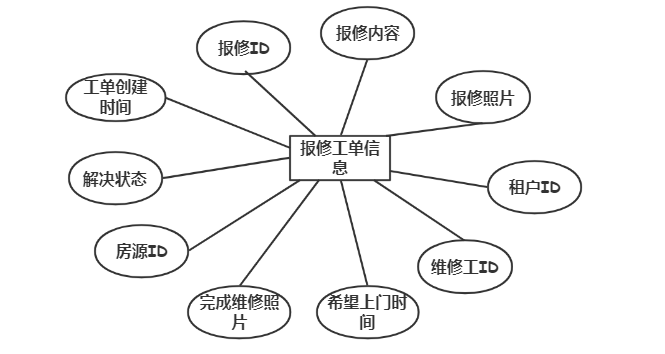 报修内容
报修ID
工单创建
时间
报修照片
报修工单信
息
解决状态
租户ID
房源ID
维修工ID
完成维修照
片
希望上门时
间